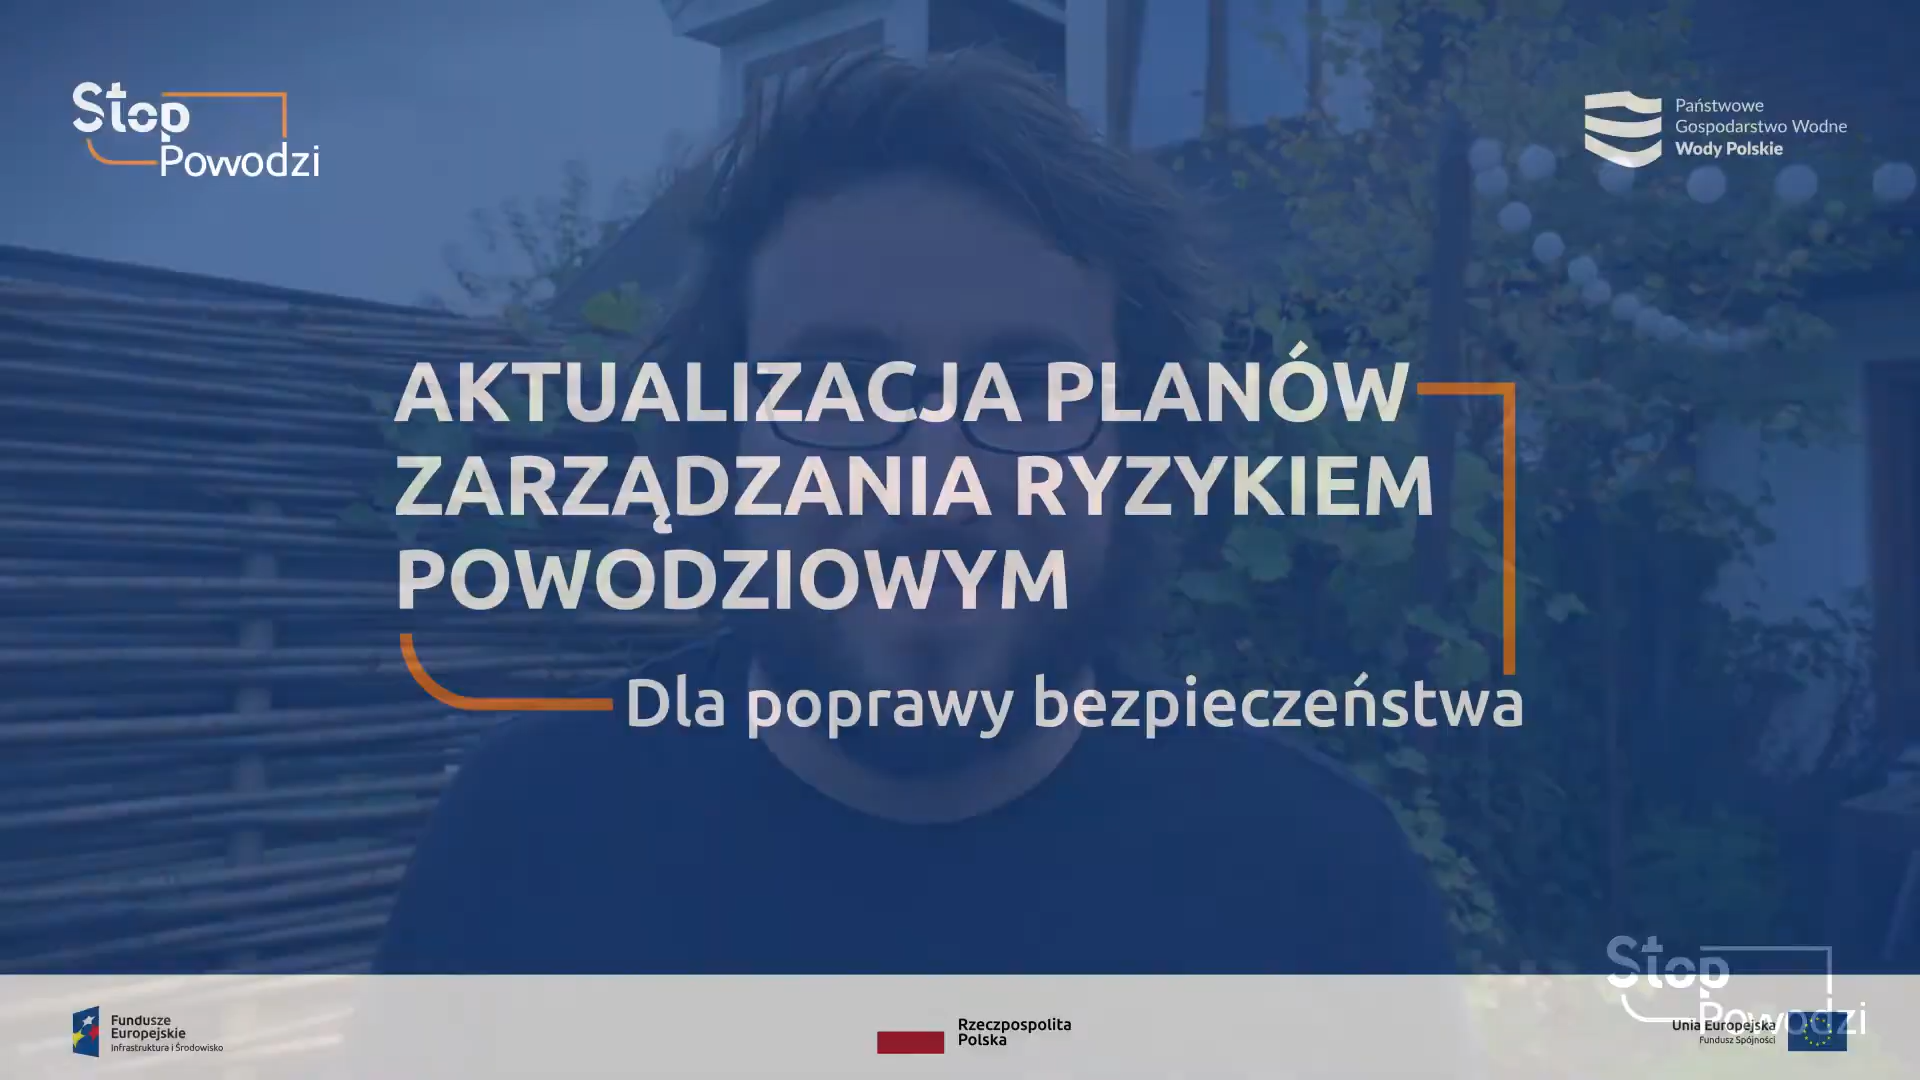 Stop
Powodzi
Państwowe
Gospodarstwo Wodne
Wody Polskie
AKTUALIZACJA PLANÓW
ZARZĄDZANIA RYZYKIEM
POWODZIOWYM
Dla poprawy bezpieczeństwa
Stop
Powodzi
Fundusze
Europejskie
Infrastruktura i Środowisko
Rzeczpospolita
Polska
Unia Europejska
Fundusz Spójności